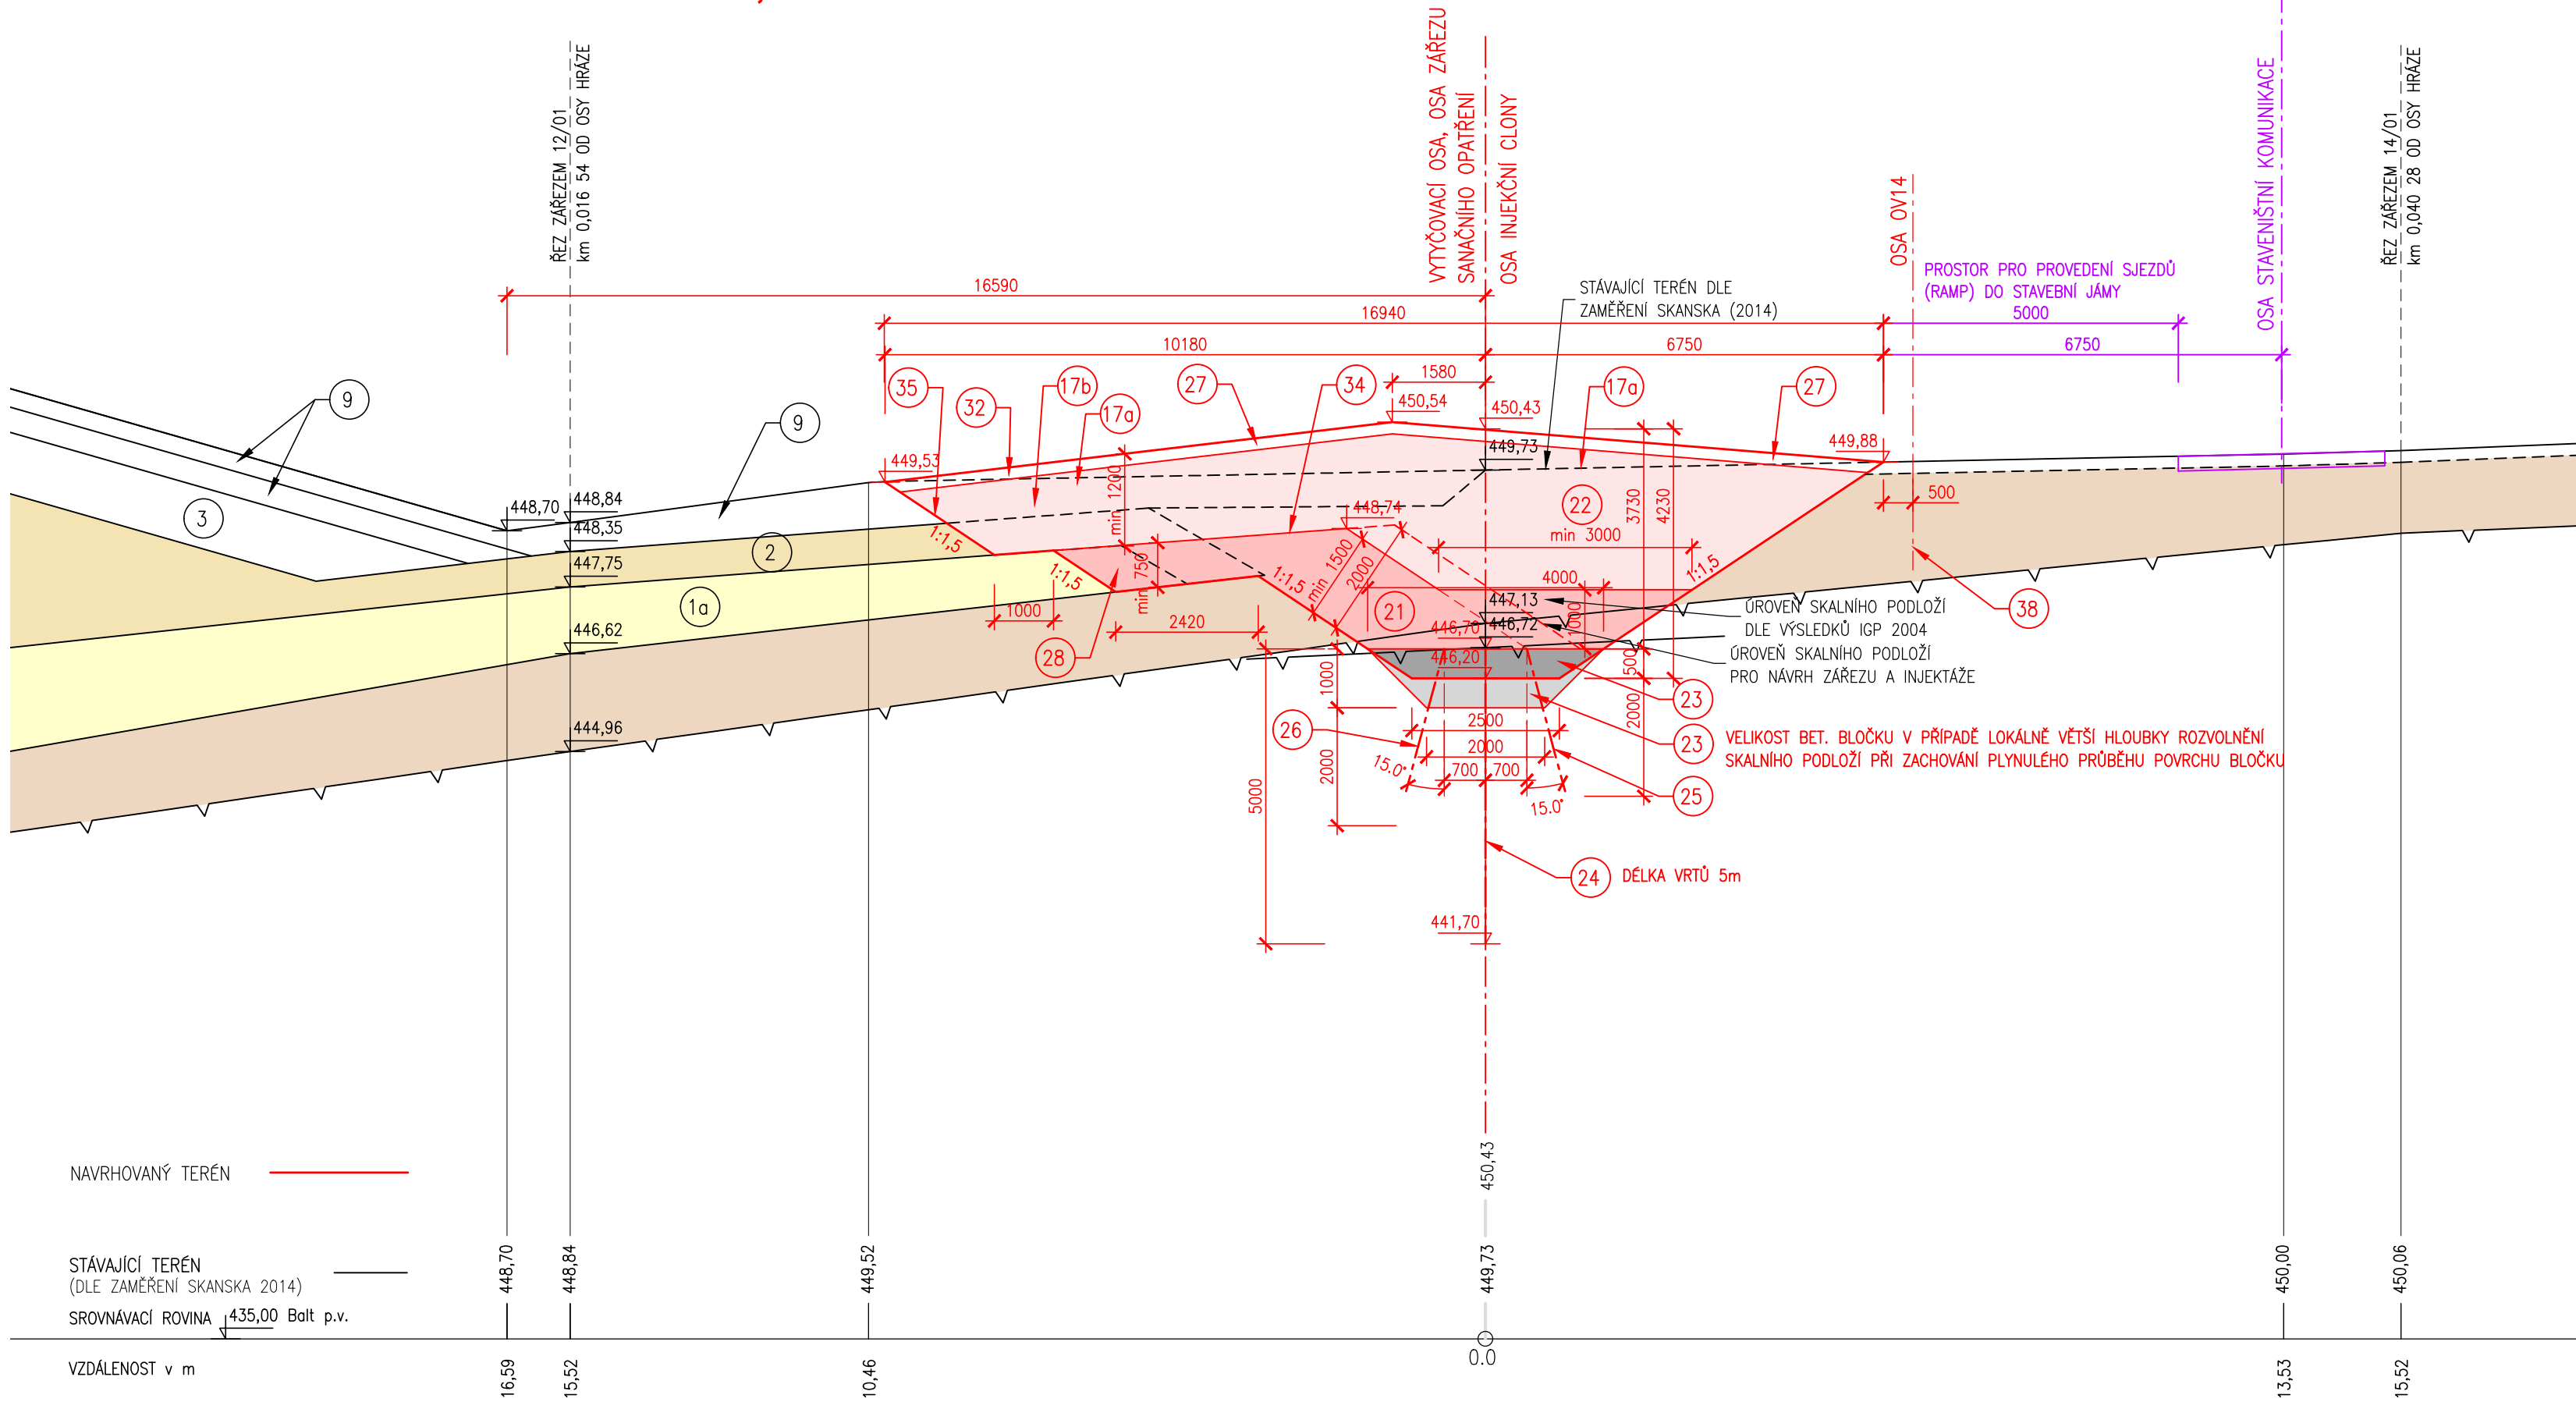 ŘEZ ZÁŘEZEM 12/01
km 0,016 54 OD OSY HRÁZE
VYTYČOVACÍ OSA, OSA ZÁŘEZU
SANAČNÍHO OPATŘENÍ
OSA INJEKČNÍ CLONY
OSA OV14
OSA STAVENIŠTNÍ KOMUNIKACE
ŘEZ ZÁŘEZEM 14/01
km 0,040 28 OD OSY HRÁZE
PROSTOR PRO PROVEDENÍ SJEZDŮ
(RAMP) DO STAVEBNÍ JÁMY
5000
STÁVAJÍCÍ TERÉN DLE
ZAMĚŘENÍ SKANSKA (2014)
16590
16940
10180
6750
6750
1580
9
35
32
17b
17a
27
34
17a
27
9
450,54
450,43
449,73
449,88
449,53
448,70
448,84
448,35
447,75
446,62
444,96
3
2
1a
1:1,5
min 1200
448,74
22
min 3000
3730
4230
500
1:1,5
min 750
1:1,5
min 1500
2000
4000
1:1,5
1000
2420
28
21
447,13
446,72
446,70
446,20
1000
500
2000
ÚROVEŇ SKALNÍHO PODLOŽÍ
DLE VÝSLEDKŮ IGP 2004
ÚROVEŇ SKALNÍHO PODLOŽÍ
PRO NÁVRH ZÁŘEZU A INJEKTÁŽE
38
23
23
VELIKOST BET. BLOČKU V PŘÍPADĚ LOKÁLNĚ VĚTŠÍ HLOUBKY ROZVOLNĚNÍ
SKALNÍHO PODLOŽÍ PŘI ZACHOVÁNÍ PLYNULÉHO PRŮBĚHU POVRCHU BLOČKU
25
26
1000
2000
5000
2500
2000
700
700
15.0°
15.0°
24
DÉLKA VRTŮ 5m
441,70
NAVRHOVANÝ TERÉN
STÁVAJÍCÍ TERÉN
(DLE ZAMĚŘENÍ SKANSKA 2014)
SROVNÁVACÍ ROVINA
435,00 Balt p.v.
VZDÁLENOST v m
450,43
448,70
448,84
449,52
449,73
450,00
450,06
16,59
15,52
10,46
0.0
13,53
15,52